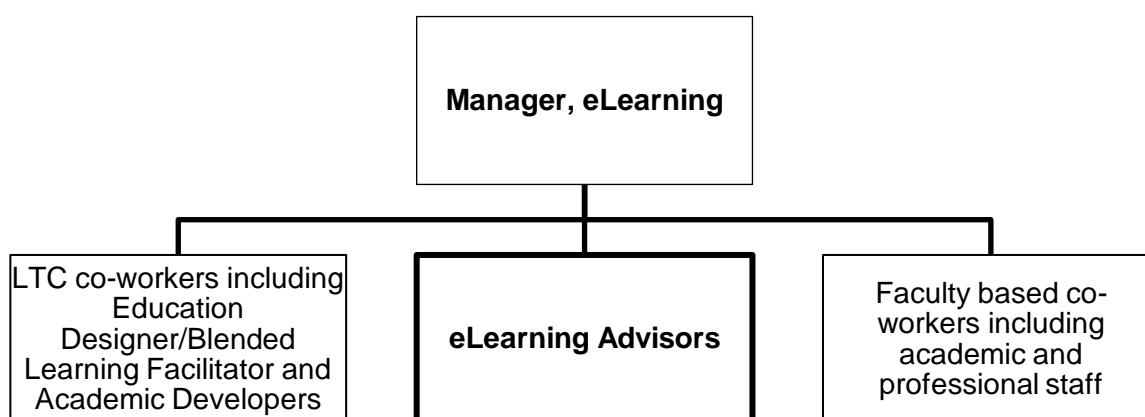 Manager, eLearning
LTC co-workers including
Education
Designer/Blended
Learning Facilitator and
Academic Developers
eLearning Advisors
Faculty based co-
workers including
academic and
professional staff